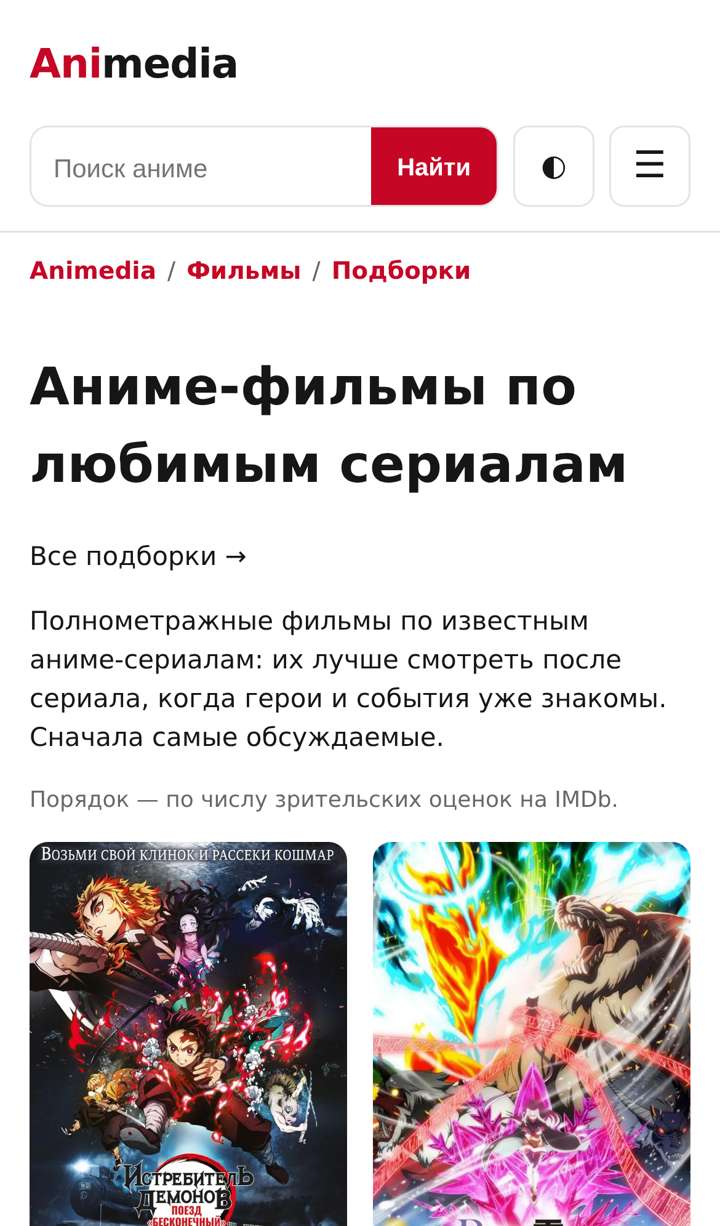 Animedia
Поиск аниме
Найти
Animedia / Фильмы / Подборки
Аниме-фильмы по
любимым сериалам
Все подборки →
Полнометражные фильмы по известным
аниме-сериалам: их лучше смотреть после
сериала, когда герои и события уже знакомы.
Сначала самые обсуждаемые.
Порядок — по числу зрительских оценок на IMDb.
Возьми свой клинок и рассеки кошмар
Истребитель
демонов
поезд
«Бесконечный»